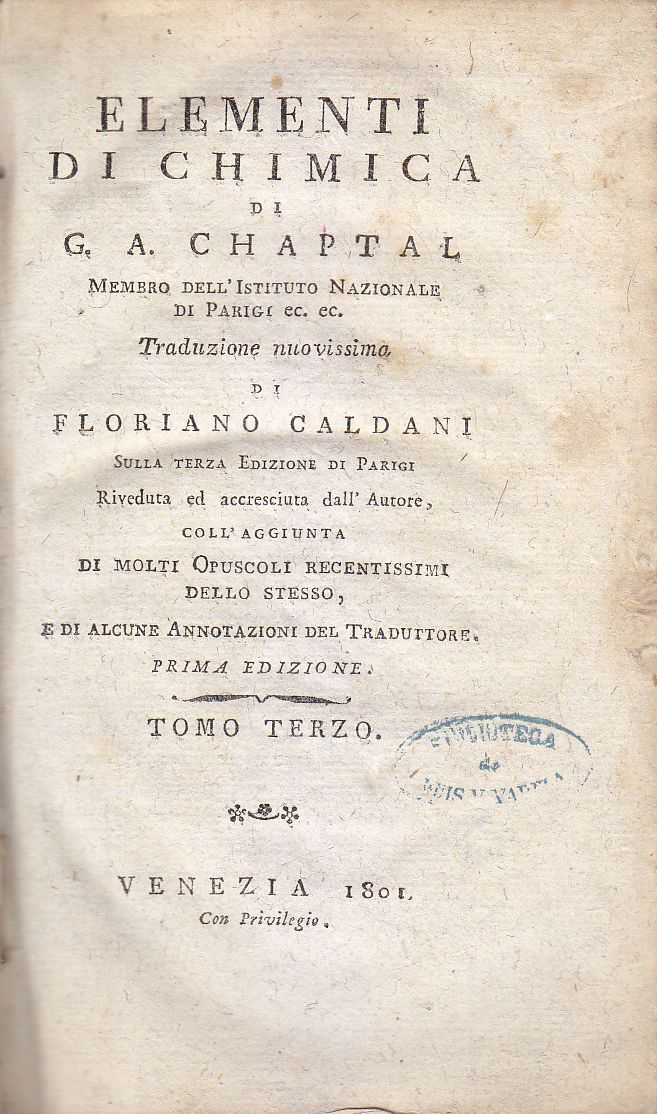 ELEMENTI
DI CHIMICA
DI
G. A. CHAPTAL
MEMBRO DELL'ISTITUTO NAZIONALE
DI PARIGI ec. ec.
Traduzione nuovissima
DI
FLORIANO CALDANI
SULLA TERZA EDIZIONE DI PARIGI
Riveduta ed accresciuta dall' Autore,
COLL' AGGIUNTA
DI MOLTI OPUSCOLI RECENTISSIMI
DELLO STESSO,
E DI ALCUNE ANNOTAZIONI DEL TRADUTTORE.
PRIMA EDIZIONE.
TOMO TERZO.
BIBLIOTECA
de
LUIS V. VARELA
VENEZIA 1801.
Con Privilegio.